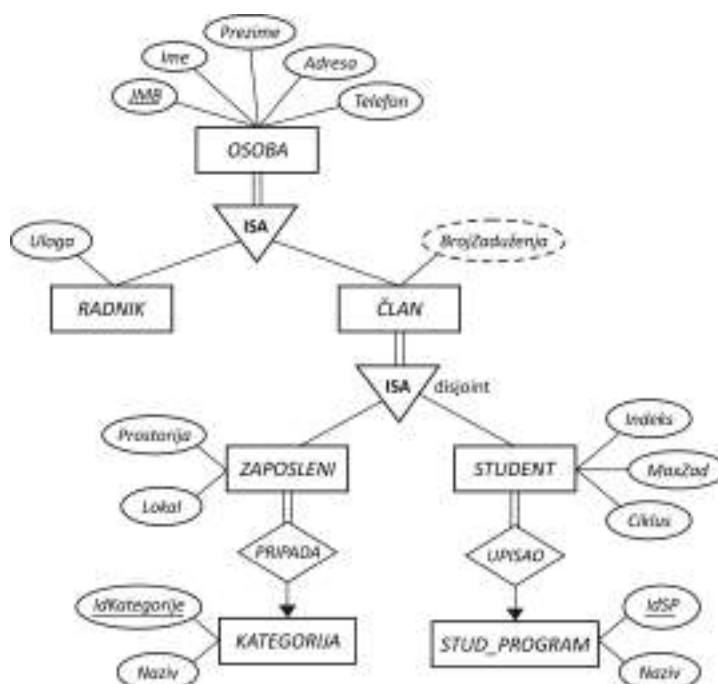 Prezime
Ime
Adresa
JMB
Telefon
OSOBA
ISA
Uloga
BrojZaduženja
RADNIK
ČLAN
ISA
disjoint
Prostorija
Indeks
ZAPOSLENI
STUDENT
MaxZad
Lokal
Ciklus
PRIPADA
UPISAO
IdKategorije
IdSP
KATEGORIJA
STUD_PROGRAM
Naziv
Naziv